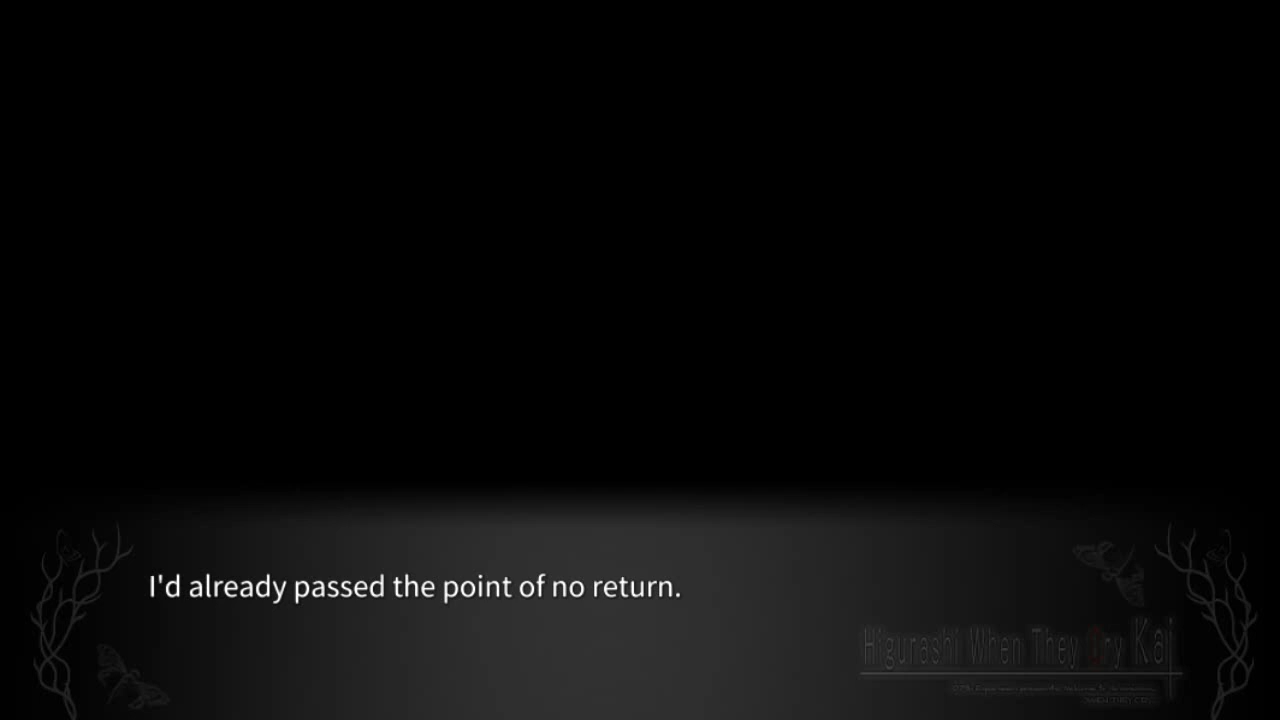 I'd already passed the point of no return.
Higurashi When They Cry Kai